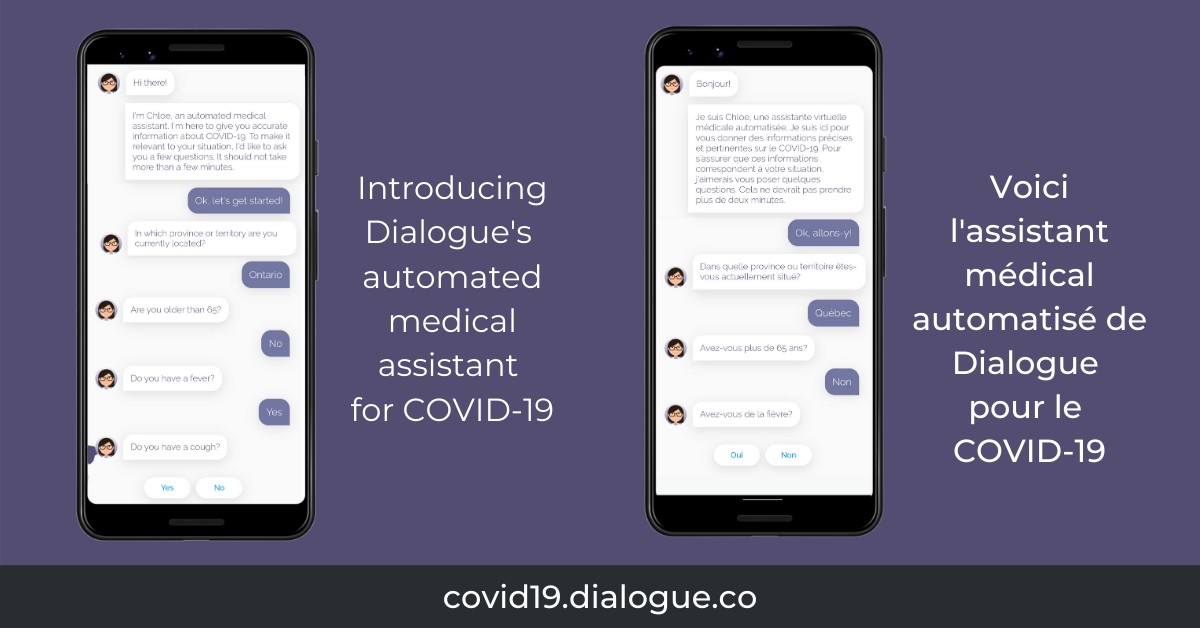 Hi there!
I'm Chloe, an automated medical
assistant. I'm here to give you accurate
information about COVID-19. To make it
relevant to your situation, I'd like to ask
you a few questions. It should not take
more than a few minutes.
Ok, let's get started!
In which province or territory are you
currently located?
Ontario
Are you older than 65?
No
Do you have a fever?
Yes
Do you have a cough?
Yes
No
Introducing
Dialogue's
automated
medical
assistant
for COVID-19
Bonjour!
Je suis Chloe, une assistante virtuelle
médicale automatisée. Je suis ici pour
vous donner des informations précises
et pertinentes sur le COVID-19. Pour
s'assurer que ces informations
correspondent à votre situation,
j'aimerais vous poser quelques
questions. Cela ne devrait pas prendre
plus de deux minutes.
Ok, allons-y!
Dans quelle province ou territoire êtes-
vous actuellement situé?
Québec
Avez-vous plus de 65 ans?
Non
Avez-vous de la fièvre?
Oui
Non
Voici
l'assistant
médical
automatisé de
Dialogue
pour le
COVID-19
covid19.dialogue.co